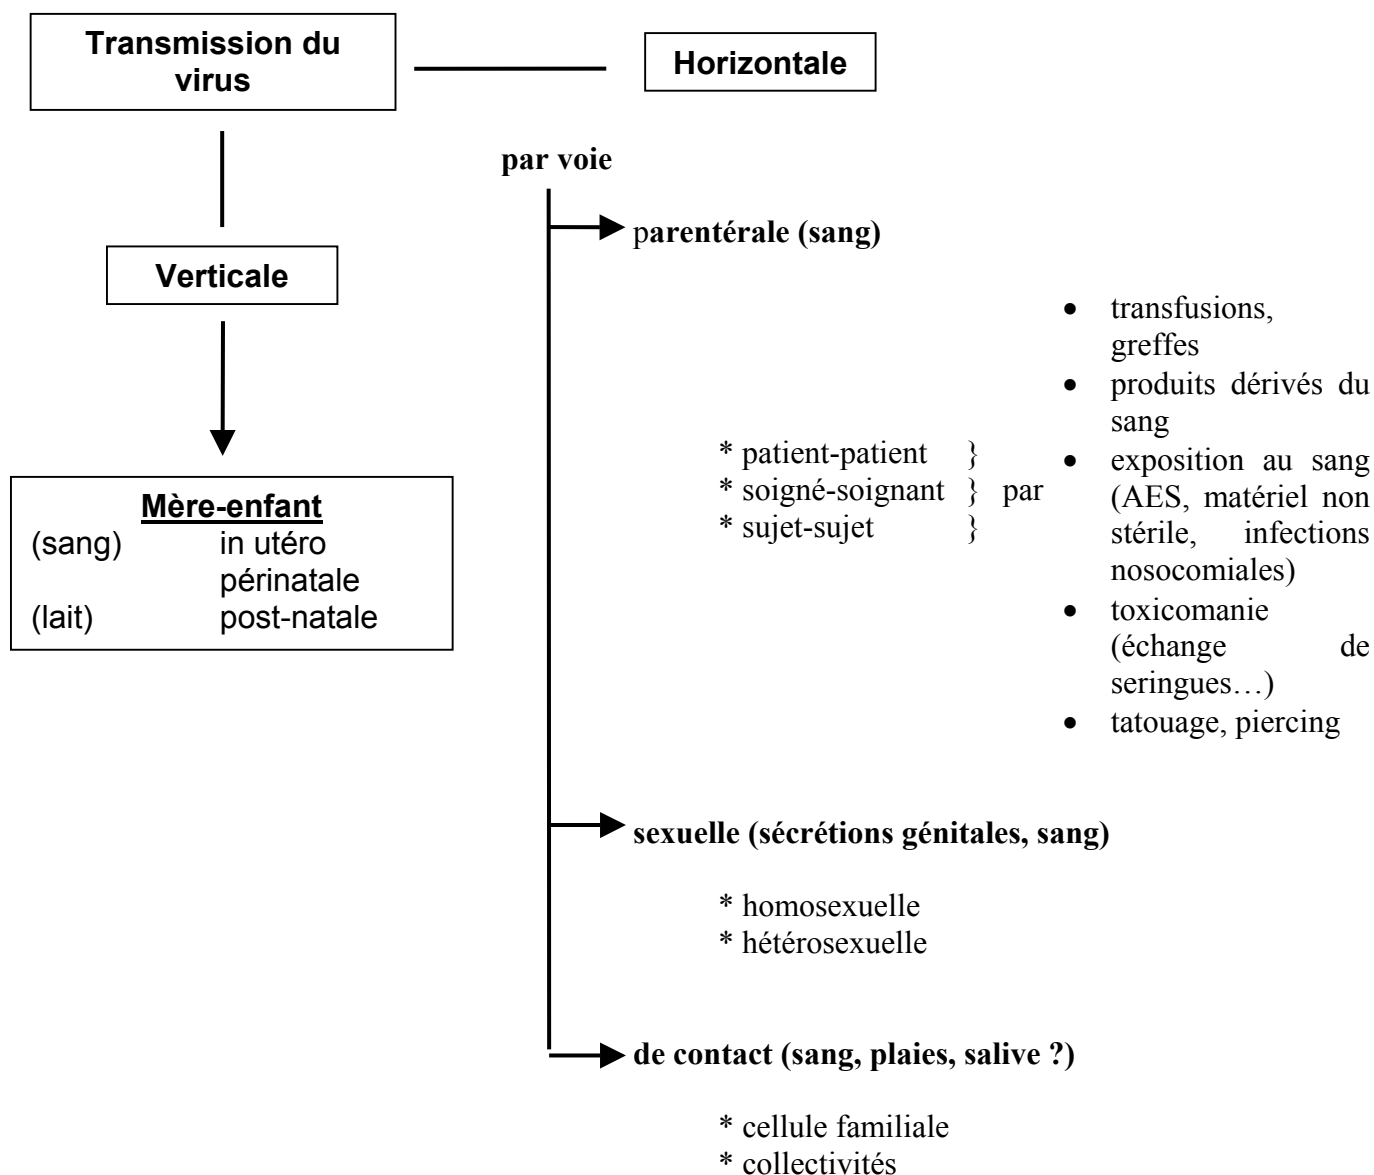 Transmission du
virus
Horizontale
Verticale
Mère-enfant
(sang) in utéro
périnatale
(lait) post-natale
par voie
parentérale (sang)
* patient-patient }
* soigné-soignant } par
* sujet-sujet }
• transfusions,
greffes
• produits dérivés du
sang
• exposition au sang
(AES, matériel non
stérile, infections
nosocomiales)
• toxicomanie
(échange de
seringues…)
• tatouage, piercing
sexuelle (sécrétions génitales, sang)
* homosexuelle
* hétérosexuelle
de contact (sang, plaies, salive ?)
* cellule familiale
* collectivités